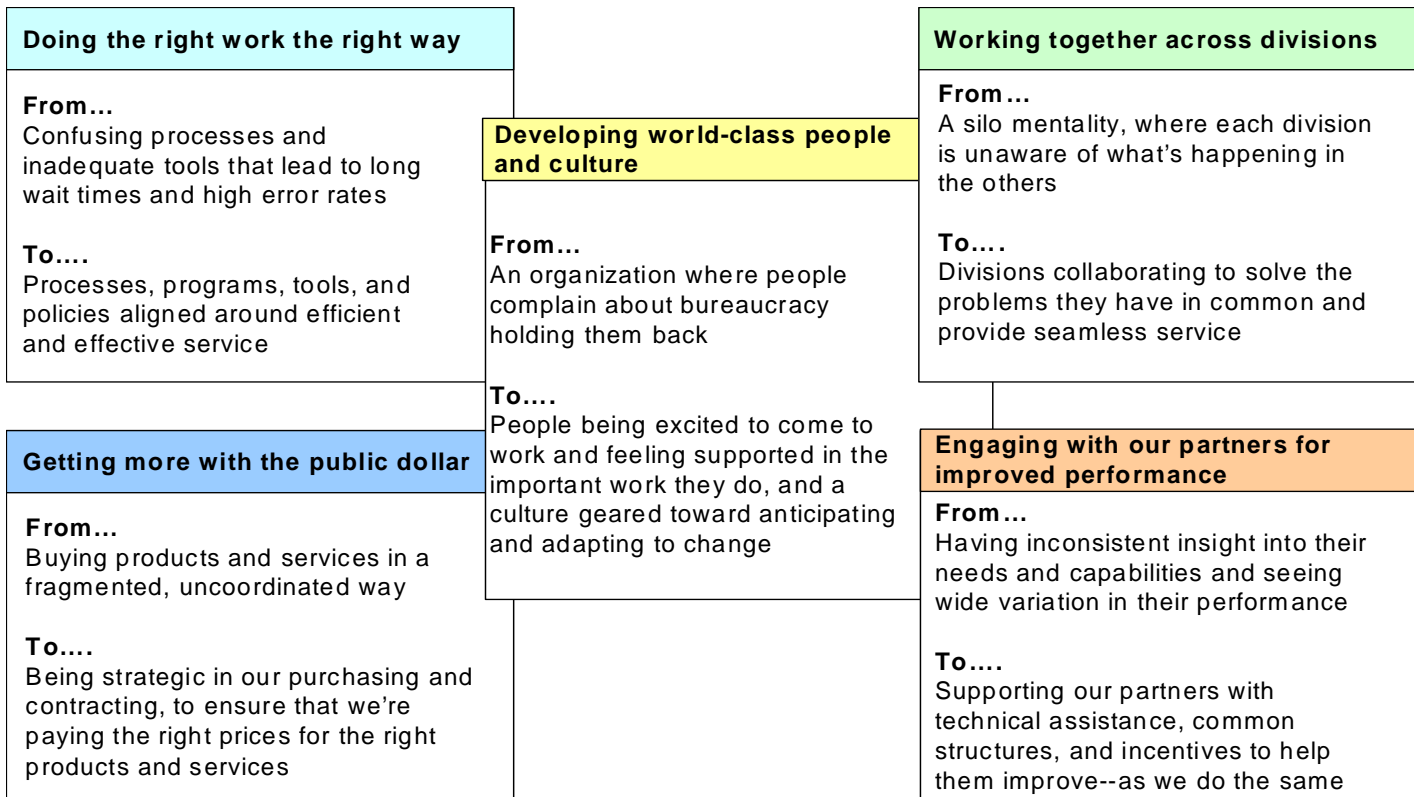 Doing the right work the right way
From...
Confusing processes and
inadequate tools that lead to long
wait times and high error rates
To....
Processes, programs, tools, and
policies aligned around efficient
and effective service
Developing world-class people
and culture
From...
An organization where people
complain about bureaucracy
holding them back
To....
People being excited to come to
work and feeling supported in the
important work they do, and a
culture geared toward anticipating
and adapting to change
Working together across divisions
From...
A silo mentality, where each division
is unaware of what's happening in
the others
To....
Divisions collaborating to solve the
problems they have in common and
provide seamless service
Getting more with the public dollar
From...
Buying products and services in a
fragmented, uncoordinated way
To....
Being strategic in our purchasing and
contracting, to ensure that we're
paying the right prices for the right
products and services
Engaging with our partners for
improved performance
From...
Having inconsistent insight into their
needs and capabilities and seeing
wide variation in their performance
To....
Supporting our partners with
technical assistance, common
structures, and incentives to help
them improve--as we do the same